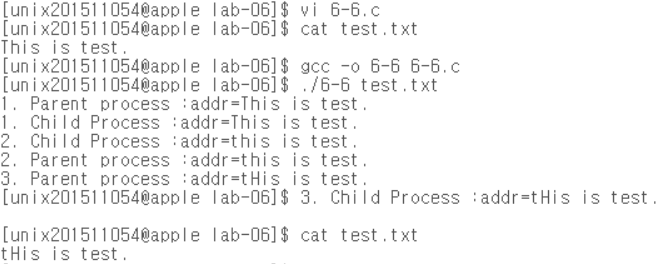 [unix201511054@apple lab-06]$ vi 6-6.c
[unix201511054@apple lab-06]$ cat test.txt
This is test.
[unix201511054@apple lab-06]$ gcc -o 6-6 6-6.c
[unix201511054@apple lab-06]$ ./6-6 test.txt
1. Parent process :addr=This is test.
1. Child Process :addr=This is test.
2. Child Process :addr=this is test.
2. Parent process :addr=this is test.
3. Parent process :addr=tHis is test.
[unix201511054@apple lab-06]$ 3. Child Process :addr=tHis is test.
[unix201511054@apple lab-06]$ cat test.txt
tHis is test.